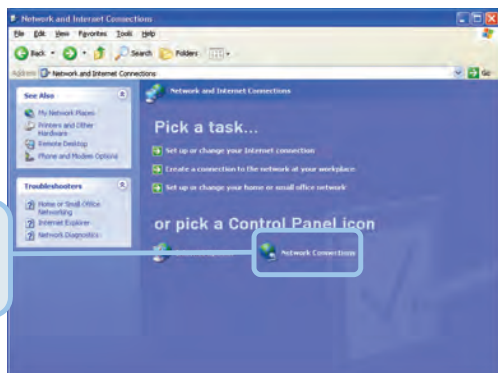 Network and Internet Connections
File Edit View Favorites Tools Help
Back Search Folders
Address Network and Internet Connections Go
See Also
My Network Places
Printers and Other
Hardware
Remote Desktop
Phone and Modem Options
Troubleshooters
Home or Small Office
Networking
Internet Explorer
Network Diagnostics
Network and Internet Connections
Pick a task...
Set up or change your Internet connection
Create a connection to the network at your workplace
Set up or change your home or small office network
or pick a Control Panel icon
Network Connections